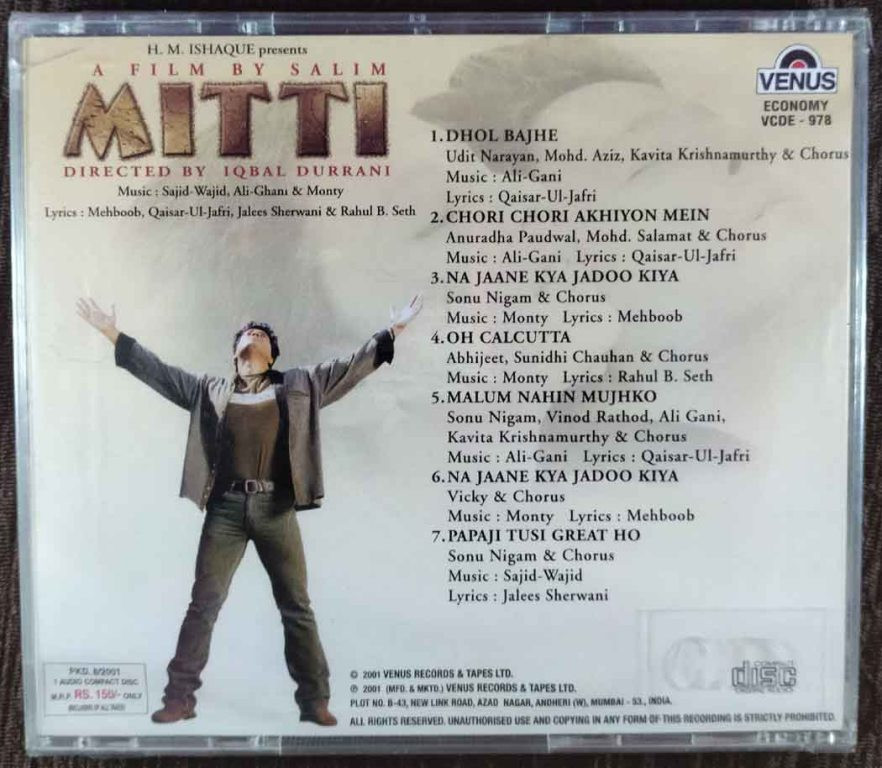 H. M. ISHAQUE presents
A FILM BY SALIM
MITTI
DIRECTED BY IQBAL DURRANI
Music : Sajid-Wajid, Ali-Ghani & Monty
Lyrics : Mehboob, Qaisar-Ul-Jafri, Jalees Sherwani & Rahul B. Seth
VENUS
ECONOMY
VCDE - 978
1. DHOL BAJHE
Udit Narayan, Mohd. Aziz, Kavita Krishnamurthy & Chorus
Music : Ali-Gani
Lyrics : Qaisar-Ul-Jafri
2. CHORI CHORI AKHIYON MEIN
Anuradha Paudwal, Mohd. Salamat & Chorus
Music : Ali-Gani Lyrics : Qaisar-Ul-Jafri
3. NA JAANE KYA JADOO KIYA
Sonu Nigam & Chorus
Music : Monty Lyrics : Mehboob
4. OH CALCUTTA
Abhijeet, Sunidhi Chauhan & Chorus
Music : Monty Lyrics : Rahul B. Seth
5. MALUM NAHIN MUJHKO
Sonu Nigam, Vinod Rathod, Ali Gani,
Kavita Krishnamurthy & Chorus
Music : Ali-Gani Lyrics : Qaisar-Ul-Jafri
6. NA JAANE KYA JADOO KIYA
Vicky & Chorus
Music : Monty Lyrics : Mehboob
7. PAPAJI TUSI GREAT HO
Sonu Nigam & Chorus
Music : Sajid-Wajid
Lyrics : Jalees Sherwani
PKD. 8/2001
1 AUDIO COMPACT DISC
M.R.P. RS. 150/- ONLY
INCLUSIVE OF ALL TAXES
© 2001 VENUS RECORDS & TAPES LTD.
℗ 2001 (MFD. & MKTD.) VENUS RECORDS & TAPES LTD.
PLOT NO. B-43, NEW LINK ROAD, AZAD NAGAR, ANDHERI (W), MUMBAI - 53., INDIA.
ALL RIGHTS RESERVED. UNAUTHORISED USE AND COPYING IN ANY FORM OF THIS RECORDING IS STRICTLY PROHIBITED.
COMPACT
disc
DIGITAL AUDIO